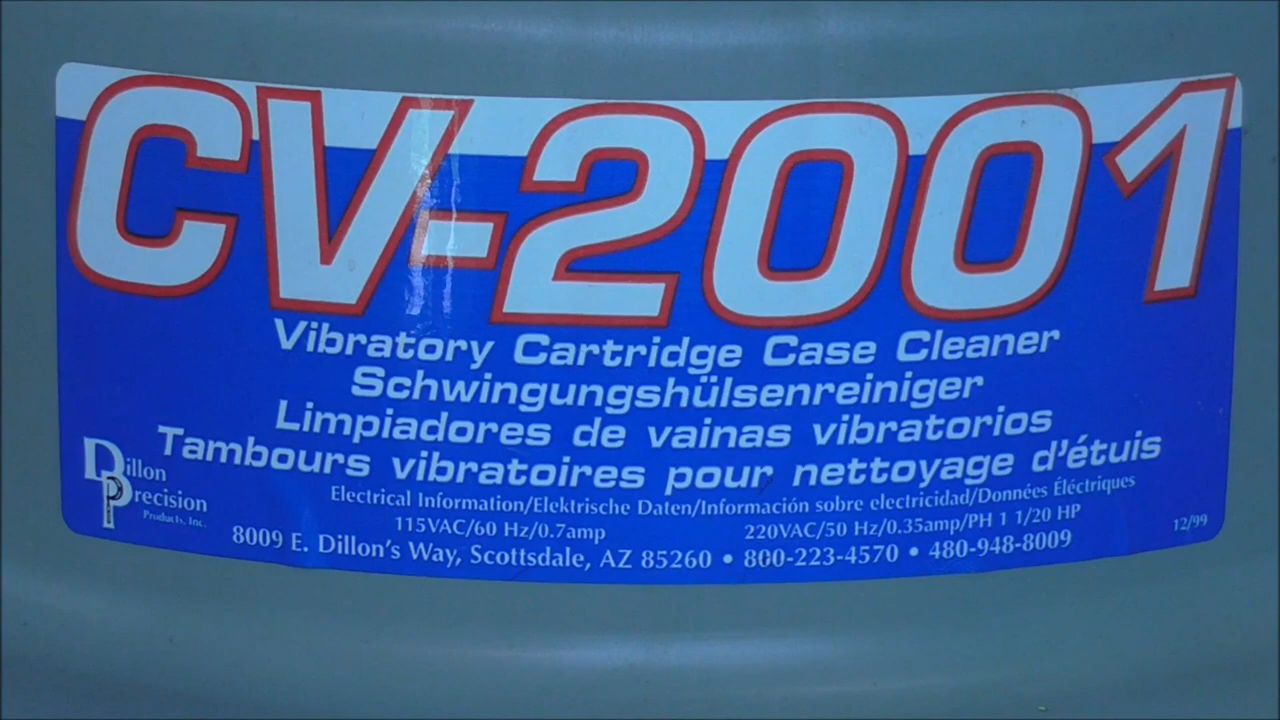 CV-2001
Vibratory Cartridge Case Cleaner
Schwingungshülsenreiniger
Limpiadores de vainas vibratorios
Tambours vibratoires pour nettoyage d'étuis
Dillon
Precision
Products, Inc.
Electrical Information/Elektrische Daten/Información sobre electricidad/Données Éléctriques
115VAC/60 Hz/0.7amp 220VAC/50 Hz/0.35amp/PH 1 1/20 HP
12/99
8009 E. Dillon's Way, Scottsdale, AZ 85260 • 800-223-4570 • 480-948-8009